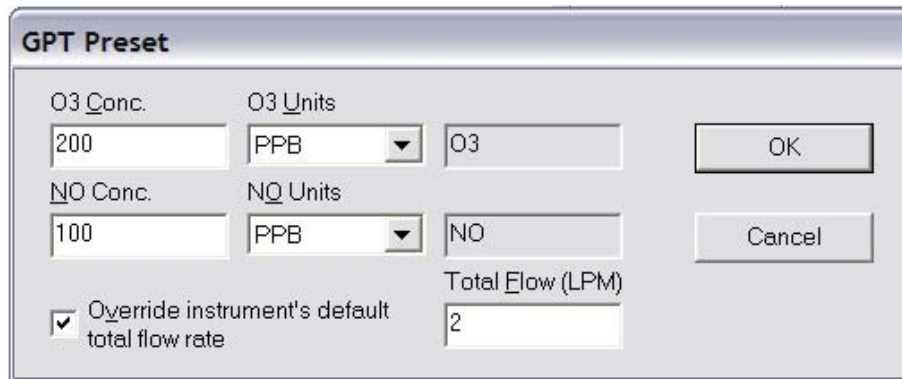 GPT Preset
O3 Conc. O3 Units
200 PPB O3 OK
NO Conc. NO Units
100 PPB NO Cancel
Total Flow (LPM)
Override instrument's default
total flow rate
2